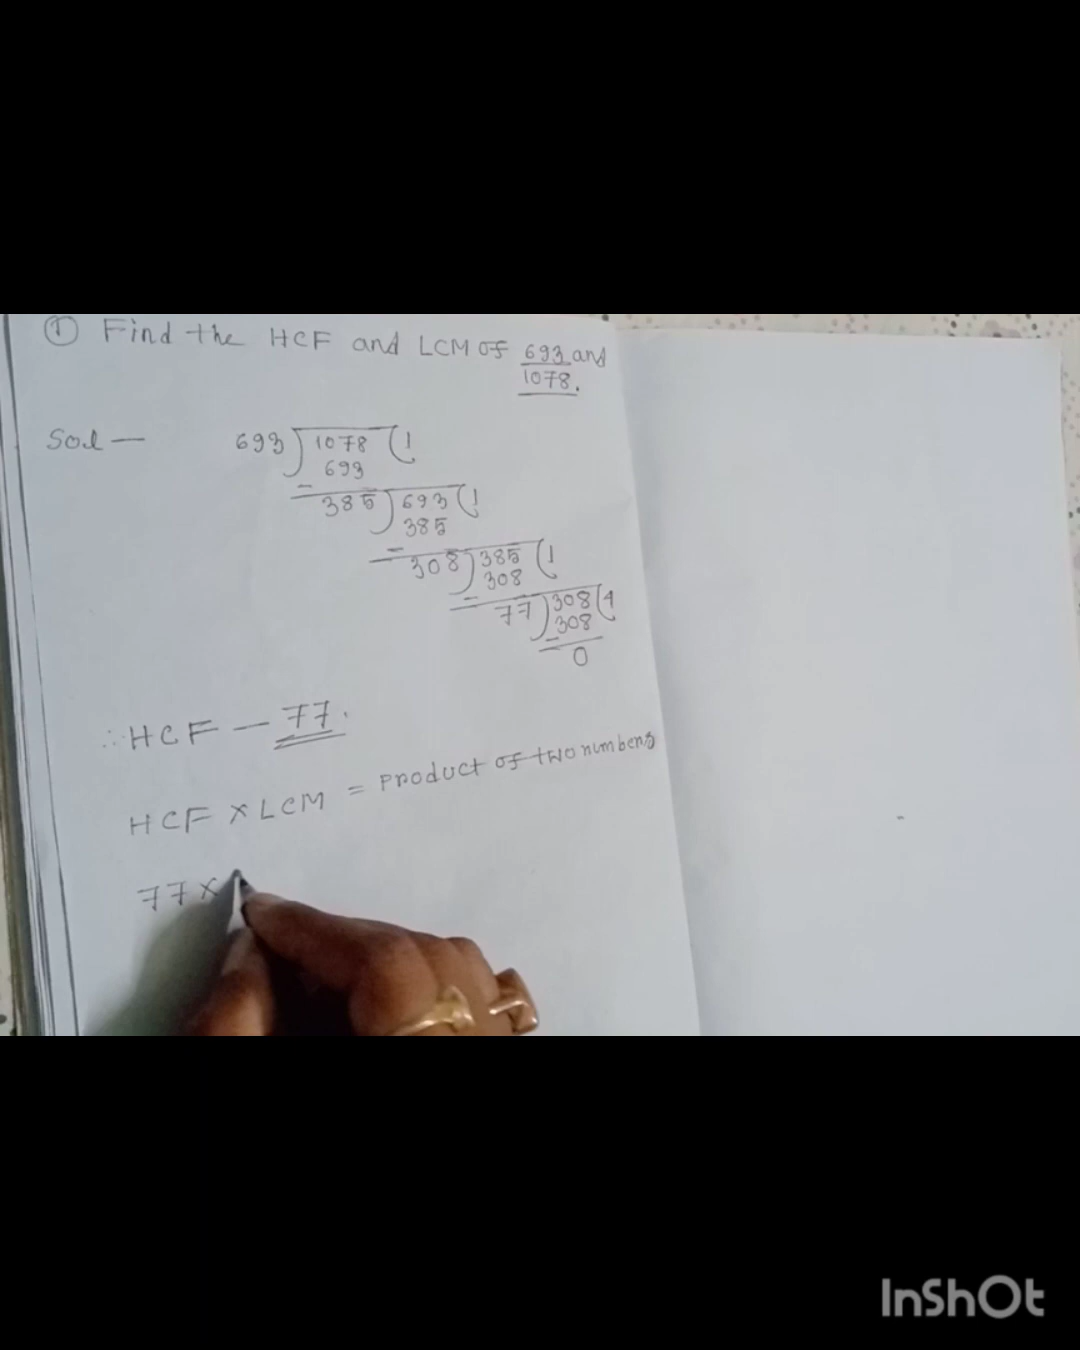 ① Find the HCF and LCM of 693 and
1078.
Sol — 693 ) 1078 ( 1
- 693
385 ) 693 ( 1
- 385
308 ) 385 ( 1
- 308
77 ) 308 ( 4
- 308
0
∴ HCF — 77.
HCF × LCM = product of two numbers
77 ×
InShOt